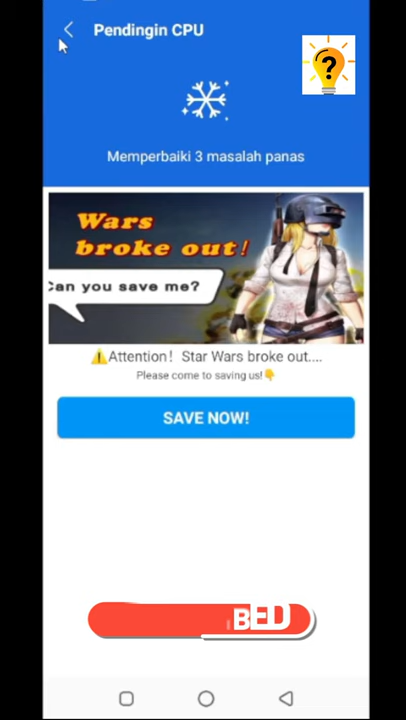 Pendingin CPU
?
Memperbaiki 3 masalah panas
Wars
broke out!
Can you save me?
⚠️Attention! Star Wars broke out....
Please come to saving us!👇
SAVE NOW!
BED